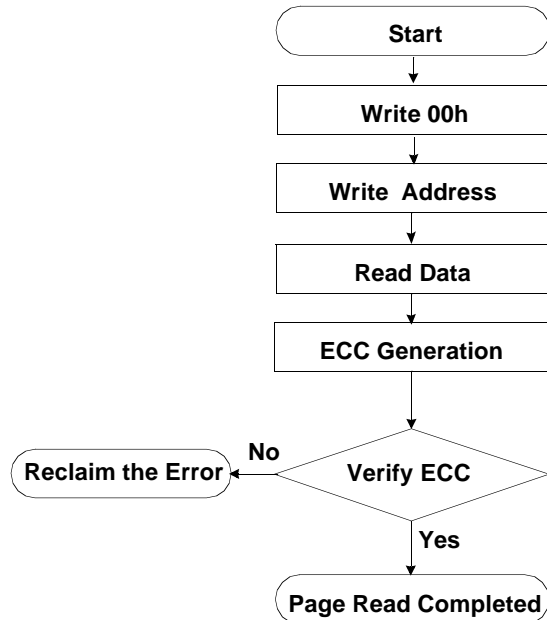 Start
Write 00h
Write  Address
Read Data
ECC Generation
No
Reclaim the Error
Verify ECC
Yes
Page Read Completed